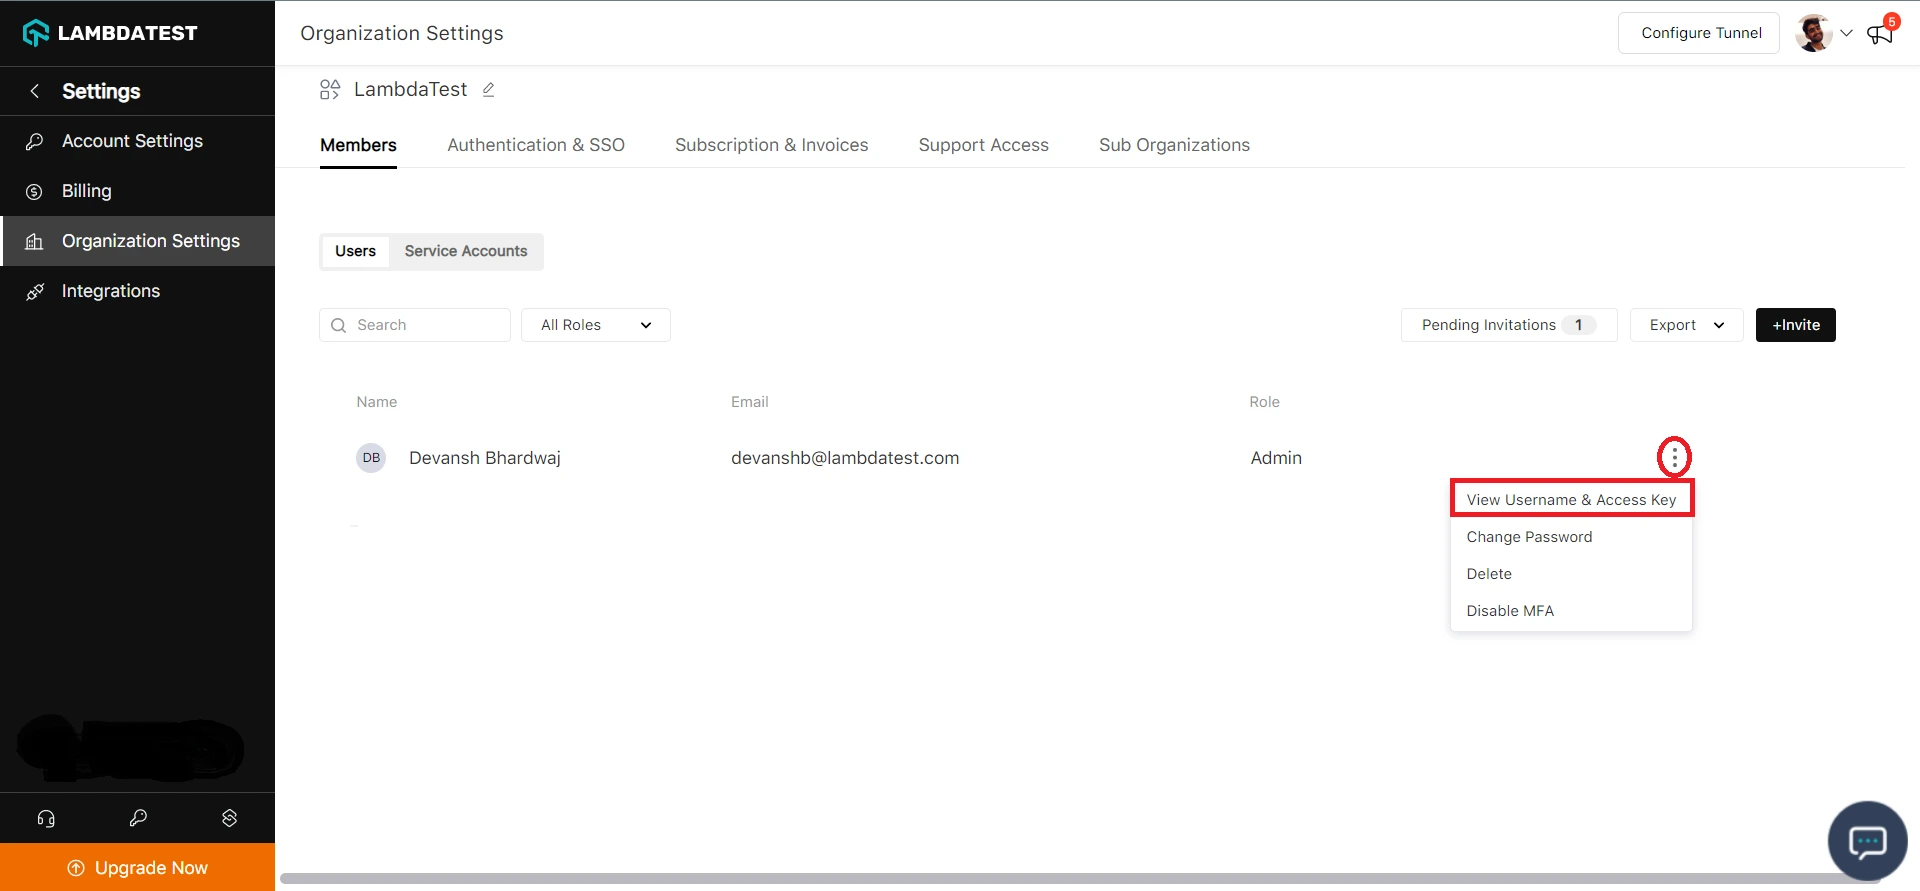 LAMBDATEST
Organization Settings
Configure Tunnel
5
Settings
LambdaTest
Account Settings
Billing
Organization Settings
Integrations
Members
Authentication & SSO
Subscription & Invoices
Support Access
Sub Organizations
Users
Service Accounts
Search
All Roles
Pending Invitations 1
Export
+Invite
Name
Email
Role
DB
Devansh Bhardwaj
devanshb@lambdatest.com
Admin
View Username & Access Key
Change Password
Delete
Disable MFA
Upgrade Now